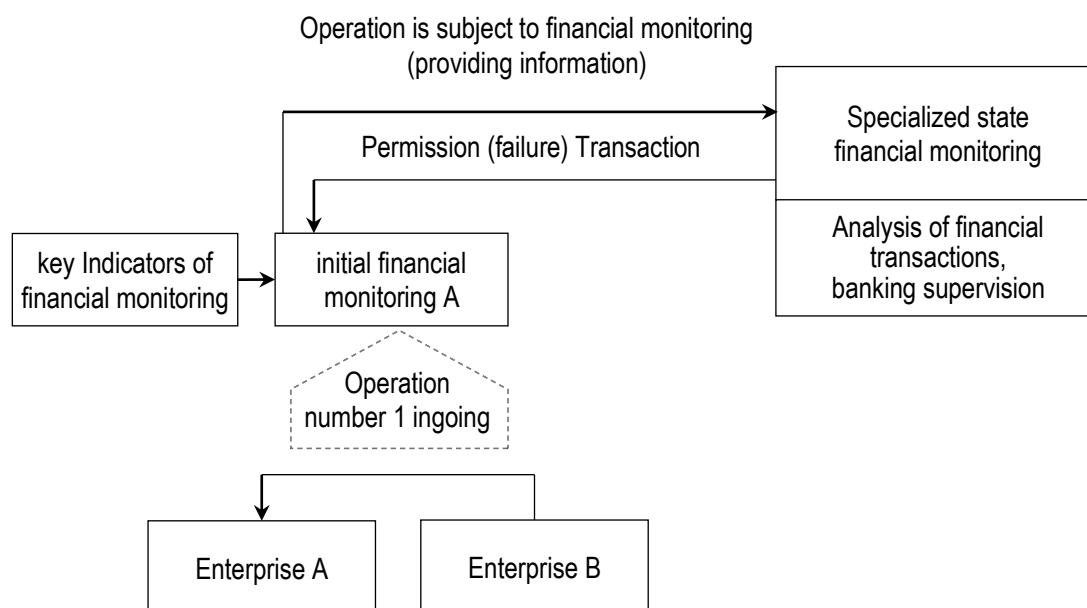 Operation is subject to financial monitoring
(providing information)
Specialized state
financial monitoring
Permission (failure) Transaction
Analysis of financial
transactions,
banking supervision
key Indicators of
financial monitoring
initial financial
monitoring A
Operation
number 1 ingoing
Enterprise A
Enterprise B